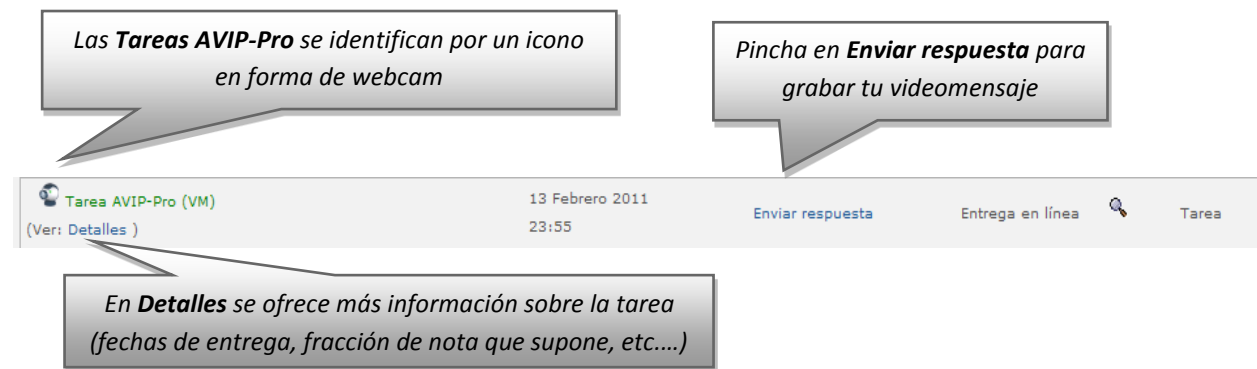 Las Tareas AVIP-Pro se identifican por un icono
en forma de webcam
Pincha en Enviar respuesta para
grabar tu videomensaje
Tarea AVIP-Pro (VM)
(Ver: Detalles )
13 Febrero 2011
23:55
Enviar respuesta
Entrega en línea
Tarea
En Detalles se ofrece más información sobre la tarea
(fechas de entrega, fracción de nota que supone, etc.…)